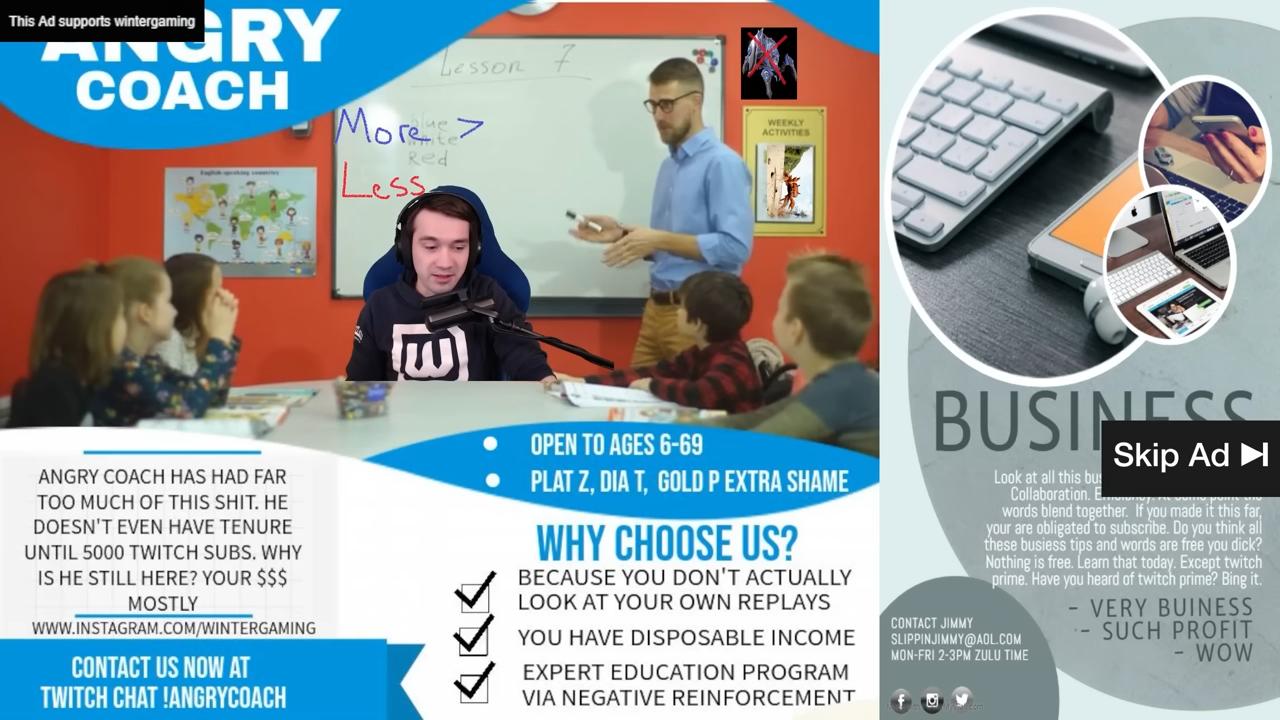 This Ad supports wintergaming
ANGRY
COACH
Lesson 7
More >
blue
white
Red
Less
English-speaking countries
WEEKLY
ACTIVITIES
W
OPEN TO AGES 6-69
PLAT Z, DIA T, GOLD P EXTRA SHAME
ANGRY COACH HAS HAD FAR
TOO MUCH OF THIS SHIT. HE
DOESN'T EVEN HAVE TENURE
UNTIL 5000 TWITCH SUBS. WHY
IS HE STILL HERE? YOUR $$$
MOSTLY
WWW.INSTAGRAM.COM/WINTERGAMING
CONTACT US NOW AT
TWITCH CHAT !ANGRYCOACH
WHY CHOOSE US?
BECAUSE YOU DON'T ACTUALLY
LOOK AT YOUR OWN REPLAYS
YOU HAVE DISPOSABLE INCOME
EXPERT EDUCATION PROGRAM
VIA NEGATIVE REINFORCEMENT
BUSINESS
Skip Ad
Look at all this
Collaboration.
words blend together. If you made it this far,
your are obligated to subscribe. Do you think all
these busiess tips and words are free you dick?
Nothing is free. Learn that today. Except twitch
prime. Have you heard of twitch prime? Bing it.
- VERY BUINESS
- SUCH PROFIT
- WOW
CONTACT JIMMY
SLIPPINJIMMY@AOL.COM
MON-FRI 2-3PM ZULU TIME